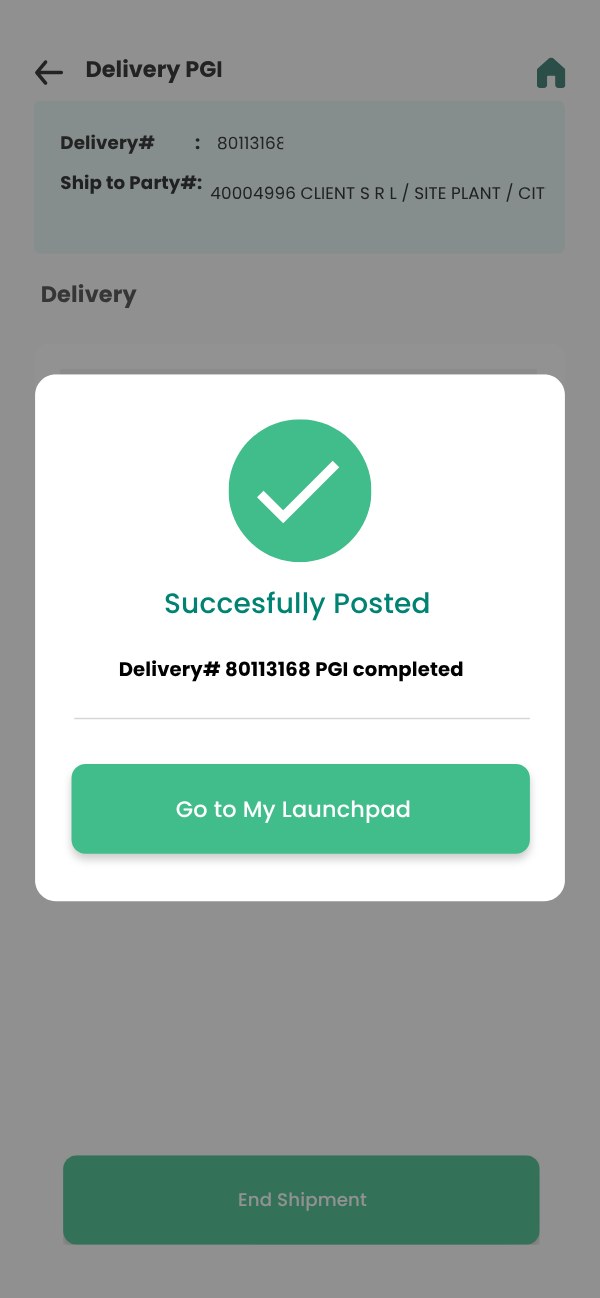 Delivery PGI
Delivery# : 80113168
Ship to Party#: 40004996 CLIENT S R L / SITE PLANT / CIT
Delivery
Succesfully Posted
Delivery# 80113168 PGI completed
Go to My Launchpad
End Shipment